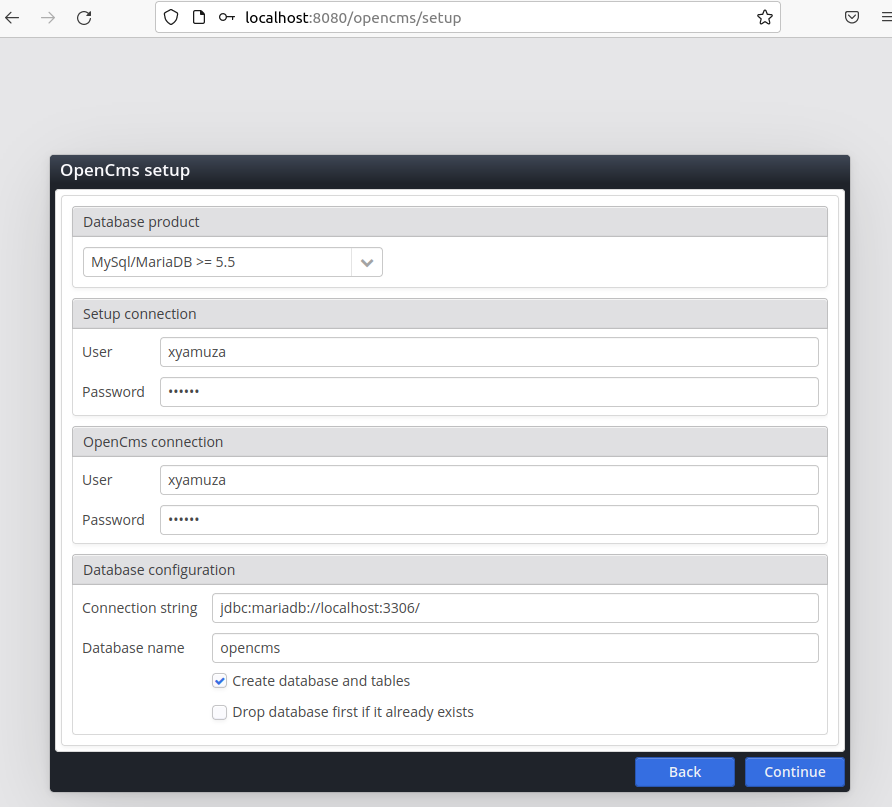 localhost:8080/opencms/setup
OpenCms setup
Database product
MySql/MariaDB >= 5.5
Setup connection
User xyamuza
Password ••••••
OpenCms connection
User xyamuza
Password ••••••
Database configuration
Connection string jdbc:mariadb://localhost:3306/
Database name opencms
Create database and tables
Drop database first if it already exists
Back Continue